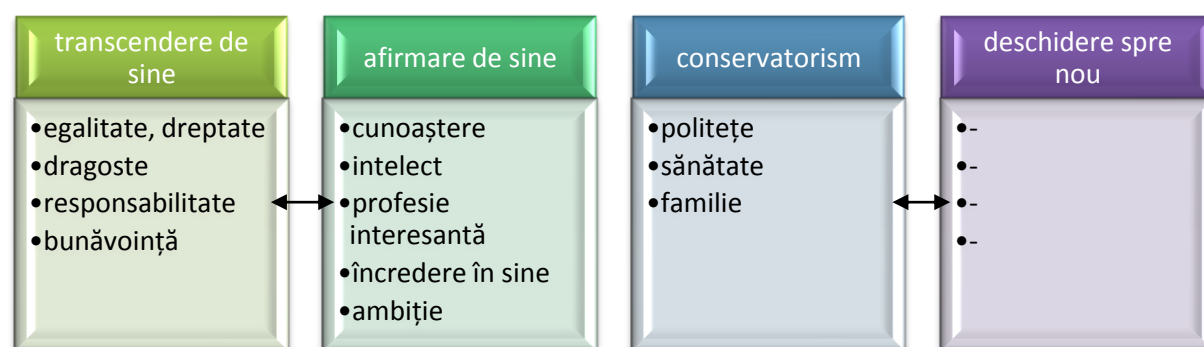 transcendere de
sine
•egalitate, dreptate
•dragoste
•responsabilitate
•bunăvoință
afirmare de sine
•cunoaștere
•intelect
•profesie
interesantă
•încredere în sine
•ambiție
conservatorism
•politețe
•sănătate
•familie
deschidere spre
nou
•-
•-
•-
•-